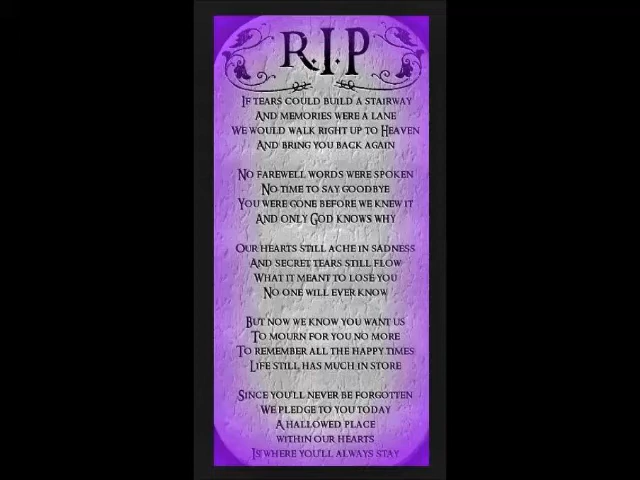 R.I.P
If tears could build a stairway
And memories were a lane
We would walk right up to Heaven
And bring you back again
No farewell words were spoken
No time to say goodbye
You were gone before we knew it
And only God knows why
Our hearts still ache in sadness
And secret tears still flow
What it meant to lose you
No one will ever know
But now we know you want us
To mourn for you no more
To remember all the happy times
Life still has much in store
Since you'll never be forgotten
We pledge to you today
A hallowed place
within our hearts
Is where you'll always stay